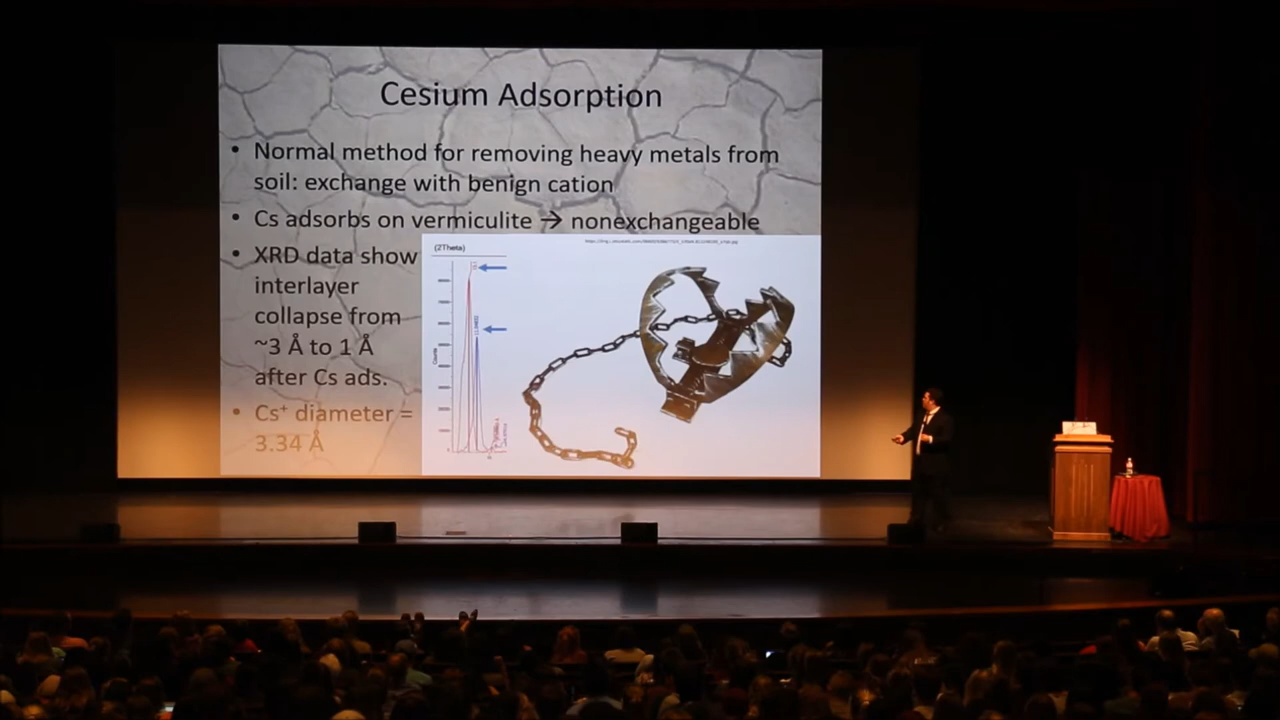 Cesium Adsorption
• Normal method for removing heavy metals from
soil: exchange with benign cation
• Cs adsorbs on vermiculite → nonexchangeable
• XRD data show
interlayer
collapse from
~3 Å to 1 Å
after Cs ads.
• Cs⁺ diameter =
3.34 Å
(2Theta)
Counts